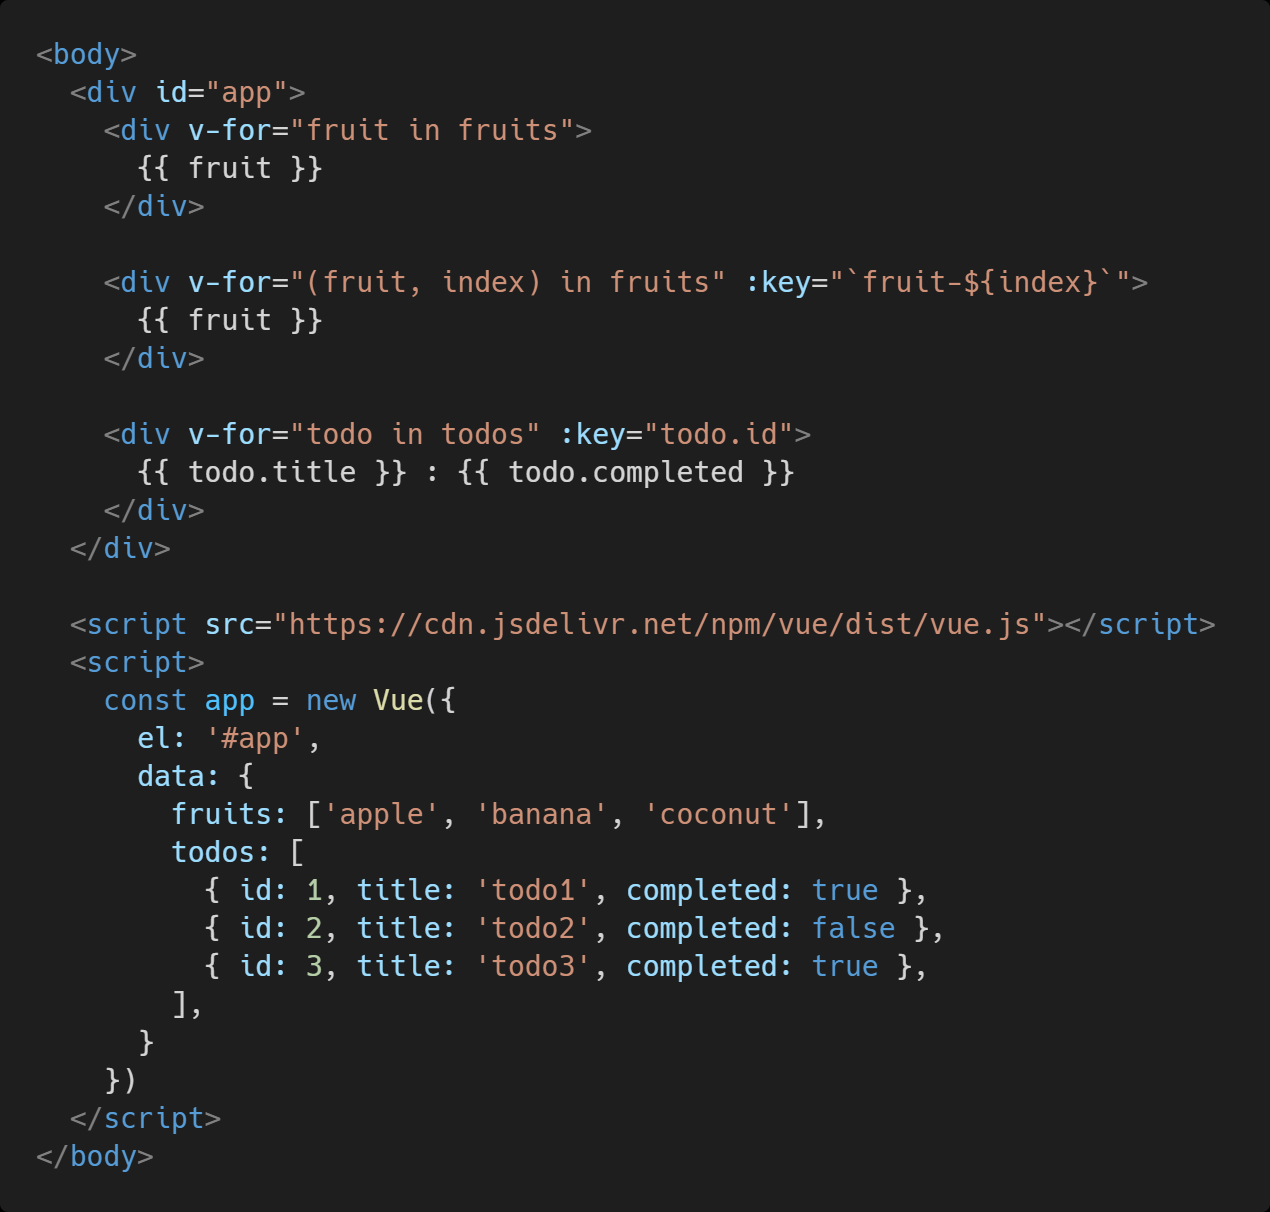 <body>
  <div id="app">
    <div v-for="fruit in fruits">
      {{ fruit }}
    </div>

    <div v-for="(fruit, index) in fruits" :key="`fruit-${index}`">
      {{ fruit }}
    </div>

    <div v-for="todo in todos" :key="todo.id">
      {{ todo.title }} : {{ todo.completed }}
    </div>
  </div>

  <script src="https://cdn.jsdelivr.net/npm/vue/dist/vue.js"></script>
  <script>
    const app = new Vue({
      el: '#app',
      data: {
        fruits: ['apple', 'banana', 'coconut'],
        todos: [
          { id: 1, title: 'todo1', completed: true },
          { id: 2, title: 'todo2', completed: false },
          { id: 3, title: 'todo3', completed: true },
        ],
      }
    })
  </script>
</body>